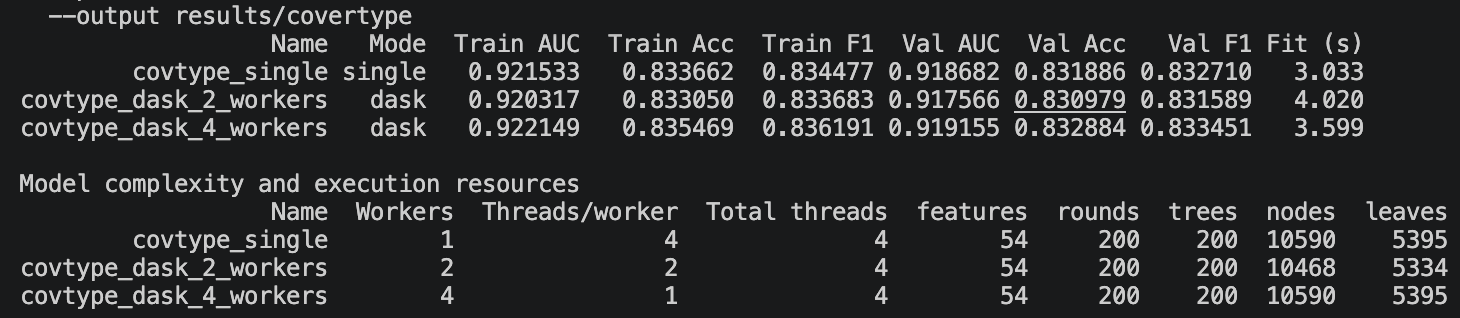 --output results/covertype
Name Mode Train AUC Train Acc Train F1 Val AUC Val Acc Val F1 Fit (s)
covtype_single single 0.921533 0.833662 0.834477 0.918682 0.831886 0.832710 3.033
covtype_dask_2_workers dask 0.920317 0.833050 0.833683 0.917566 0.830979 0.831589 4.020
covtype_dask_4_workers dask 0.922149 0.835469 0.836191 0.919155 0.832884 0.833451 3.599
Model complexity and execution resources
Name Workers Threads/worker Total threads features rounds trees nodes leaves
covtype_single 1 4 4 54 200 200 10590 5395
covtype_dask_2_workers 2 2 4 54 200 200 10468 5334
covtype_dask_4_workers 4 1 4 54 200 200 10590 5395